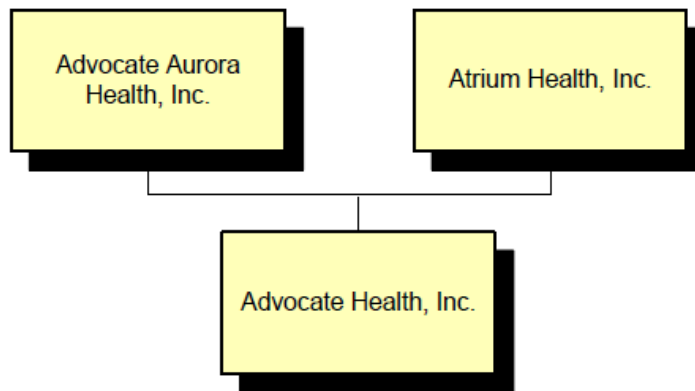 Advocate Aurora
Health, Inc.
Atrium Health, Inc.
Advocate Health, Inc.